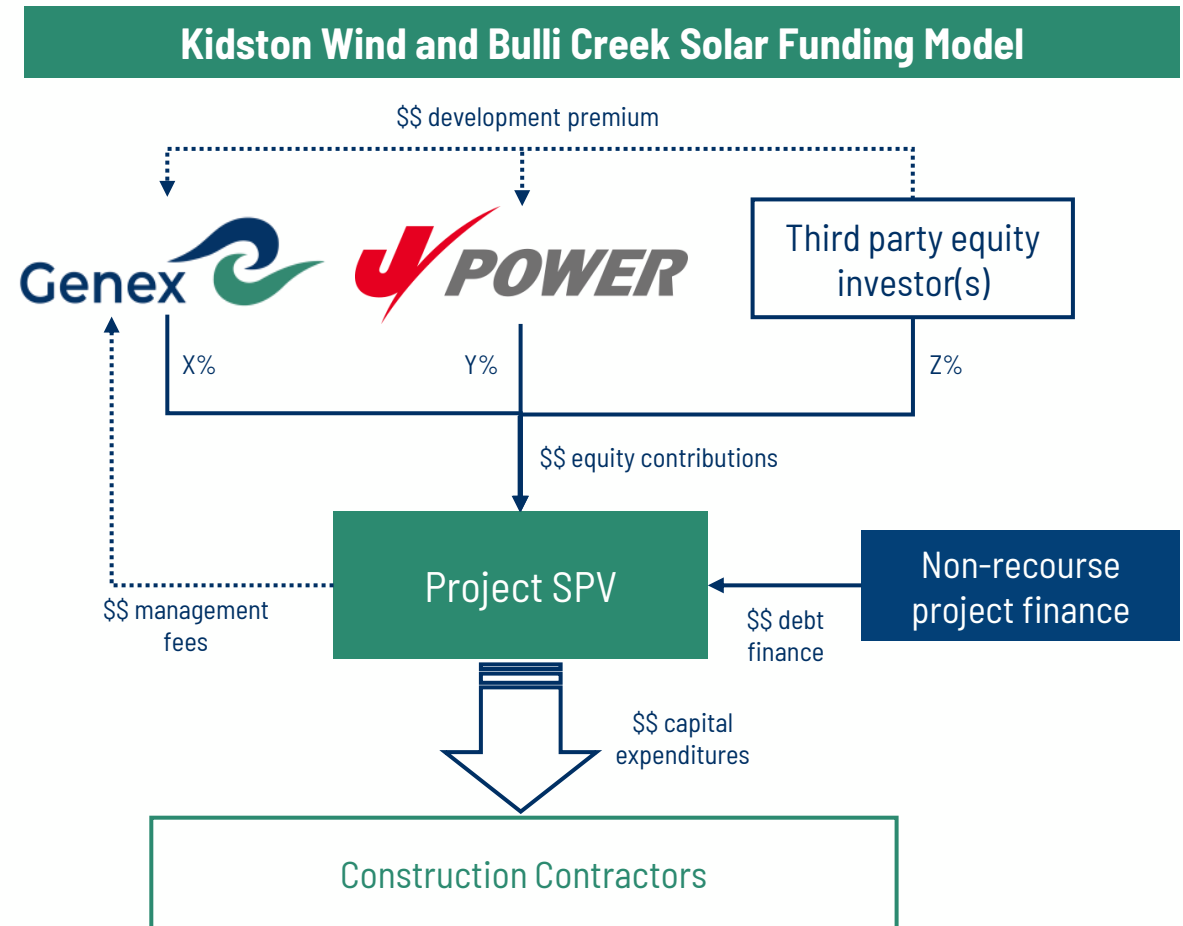 Kidston Wind and Bulli Creek Solar Funding Model
$$ development premium
Genex
J POWER
Third party equity
investor(s)
X%
Y%
Z%
$$ equity contributions
Project SPV
Non-recourse
project finance
$$ management
fees
$$ debt
finance
$$ capital
expenditures
Construction Contractors